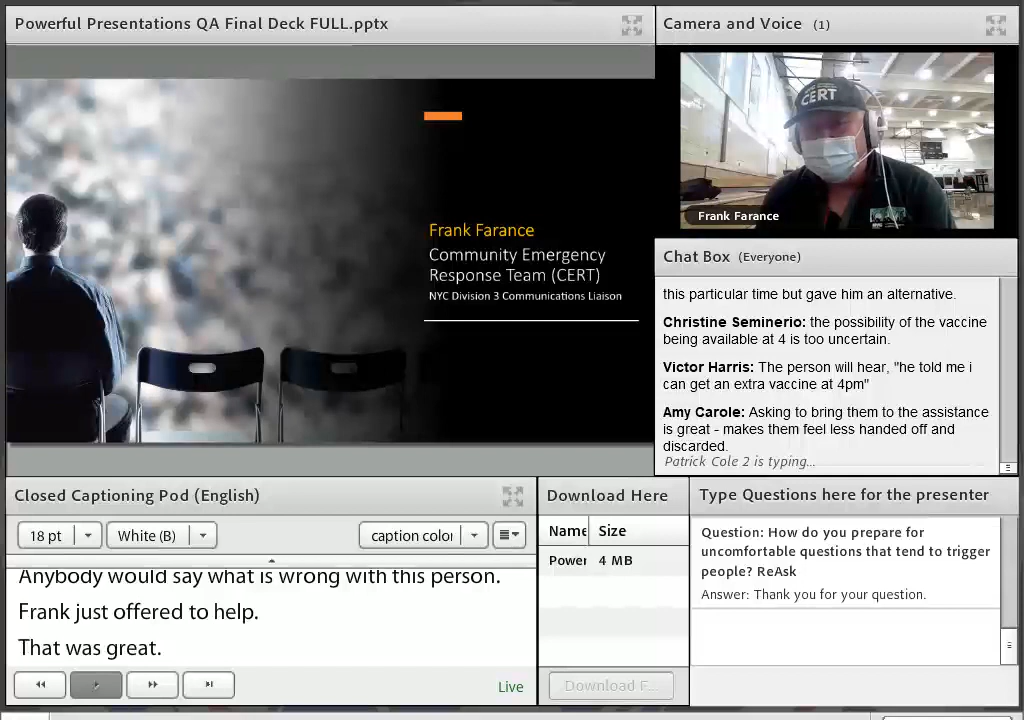 Powerful Presentations QA Final Deck FULL.pptx
Camera and Voice (1)
CERT
Frank Farance
Frank Farance
Community Emergency
Response Team (CERT)
NYC Division 3 Communications Liaison
Chat Box (Everyone)
this particular time but gave him an alternative.
Christine Seminerio: the possibility of the vaccine
being available at 4 is too uncertain.
Victor Harris: The person will hear, "he told me i
can get an extra vaccine at 4pm"
Amy Carole: Asking to bring them to the assistance
is great - makes them feel less handed off and
discarded.
Patrick Cole 2 is typing...
Closed Captioning Pod (English)
18 pt
White (B)
caption color
Anybody would say what is wrong with this person.
Frank just offered to help.
That was great.
Live
Download Here
Name Size
Power 4 MB
Download F...
Type Questions here for the presenter
Question: How do you prepare for
uncomfortable questions that tend to trigger
people? ReAsk
Answer: Thank you for your question.